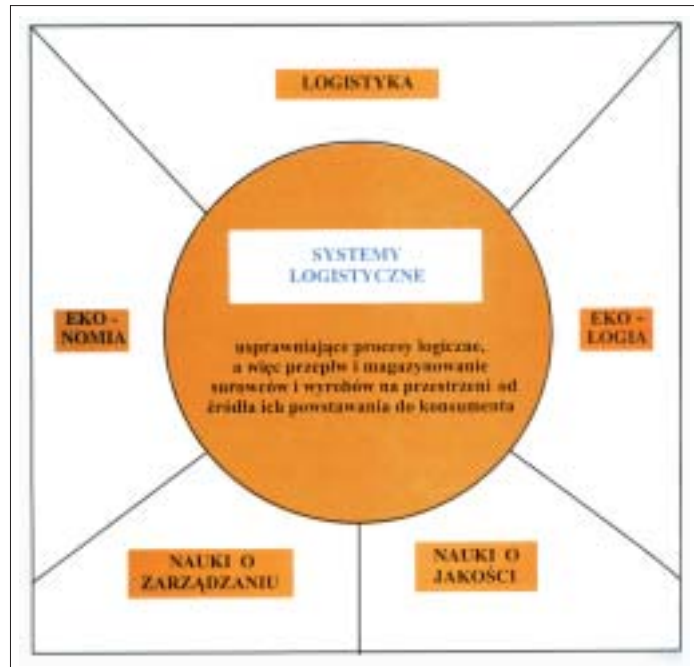 LOGISTYKA
SYSTEMY
LOGISTYCZNE
EKO -
NOMIA
EKO -
LOGIA
usprawniające procesy logiczne,
a więc przepłw i magazynowanie
surowców i wyrobów na przestrzeni od
źródła ich powstawania do konsumenta
NAUKI O
ZARZĄDZANIU
NAUKI O
JAKOŚCI